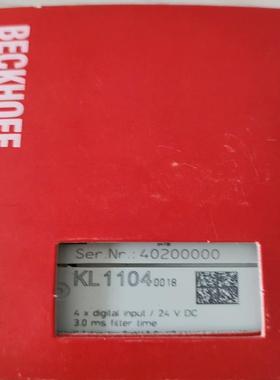 BECKHOFF
Ser.Nr.: 40200000
KL1104 0018
4 x digital input / 24 V DC
3.0 ms filter time